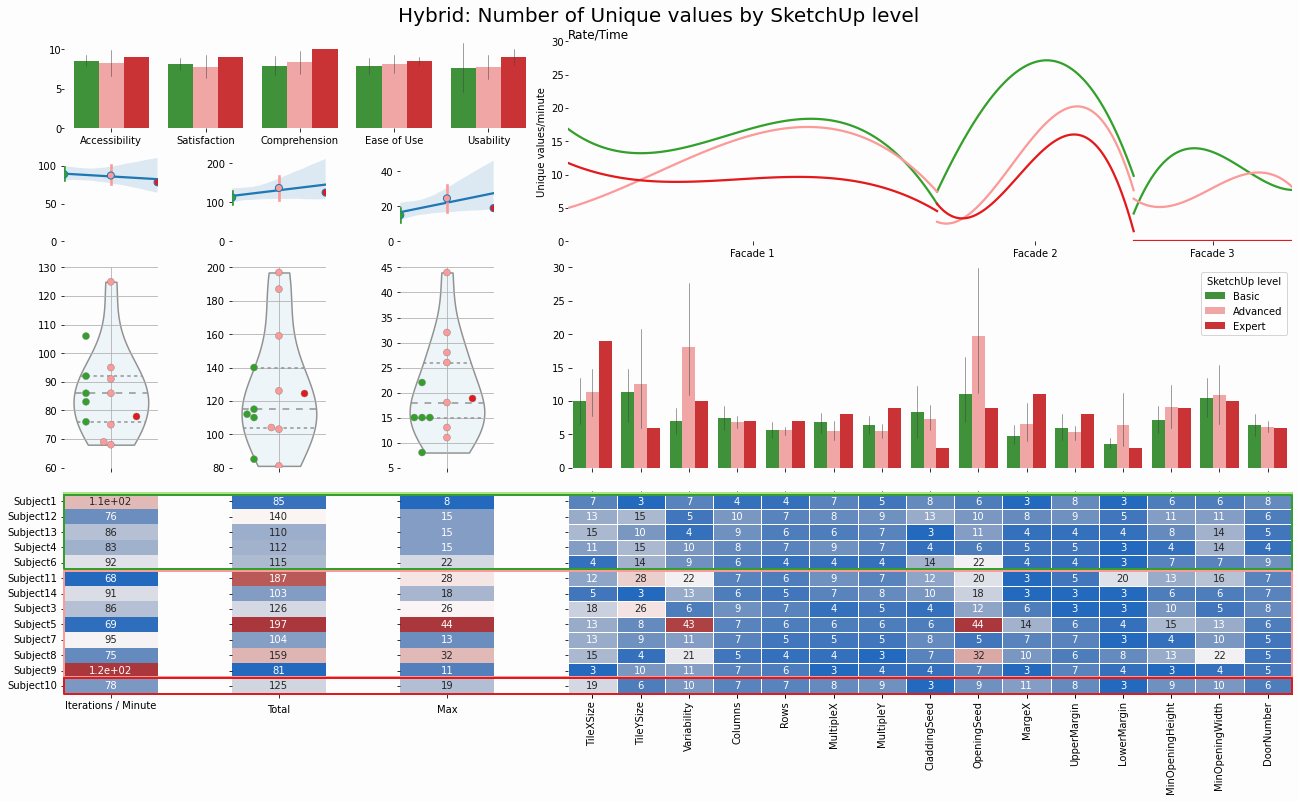 Hybrid: Number of Unique values by SketchUp level
10
5
0
Accessibility Satisfaction Comprehension Ease of Use Usability
100
50
0
200
100
0
40
20
0
Rate/Time
Unique values/minute
30
25
20
15
10
5
0
Facade 1 Facade 2 Facade 3
130
120
110
100
90
80
70
60
200
180
160
140
120
100
80
45
40
35
30
25
20
15
10
5
30
25
20
15
10
5
0
SketchUp level
Basic
Advanced
Expert
Subject1 1.1e+02 85 8 7 3 7 4 4 7 5 8 6 3 8 3 6 6 8
Subject12 76 140 15 13 15 5 10 7 8 9 13 10 8 9 5 11 11 6
Subject13 86 110 15 15 10 4 9 6 6 7 3 11 4 4 4 8 14 5
Subject4 83 112 15 11 15 10 8 7 9 7 4 6 5 5 3 4 14 4
Subject6 92 115 22 4 14 9 6 4 4 4 14 22 4 4 3 7 7 9
Subject11 68 187 28 12 28 22 7 6 9 7 12 20 3 5 20 13 16 7
Subject14 91 103 18 5 3 13 6 5 7 8 10 18 3 3 3 6 6 7
Subject3 86 126 26 18 26 6 9 7 4 5 4 12 6 3 3 10 5 8
Subject5 69 197 44 13 8 43 7 6 6 6 6 44 14 6 4 15 13 6
Subject7 95 104 13 13 9 11 7 5 5 5 8 5 7 7 3 4 10 5
Subject8 75 159 32 15 4 21 5 4 4 3 7 32 10 6 8 13 22 5
Subject9 1.2e+02 81 11 3 10 11 7 6 3 4 4 7 3 7 4 3 4 5
Subject10 78 125 19 19 6 10 7 7 8 9 3 9 11 8 3 9 10 6
Iterations / Minute Total Max
TileXSize
TileYSize
Variability
Columns
Rows
MultipleX
MultipleY
CladdingSeed
OpeningSeed
MargeX
UpperMargin
LowerMargin
MinOpeningHeight
MinOpeningWidth
DoorNumber